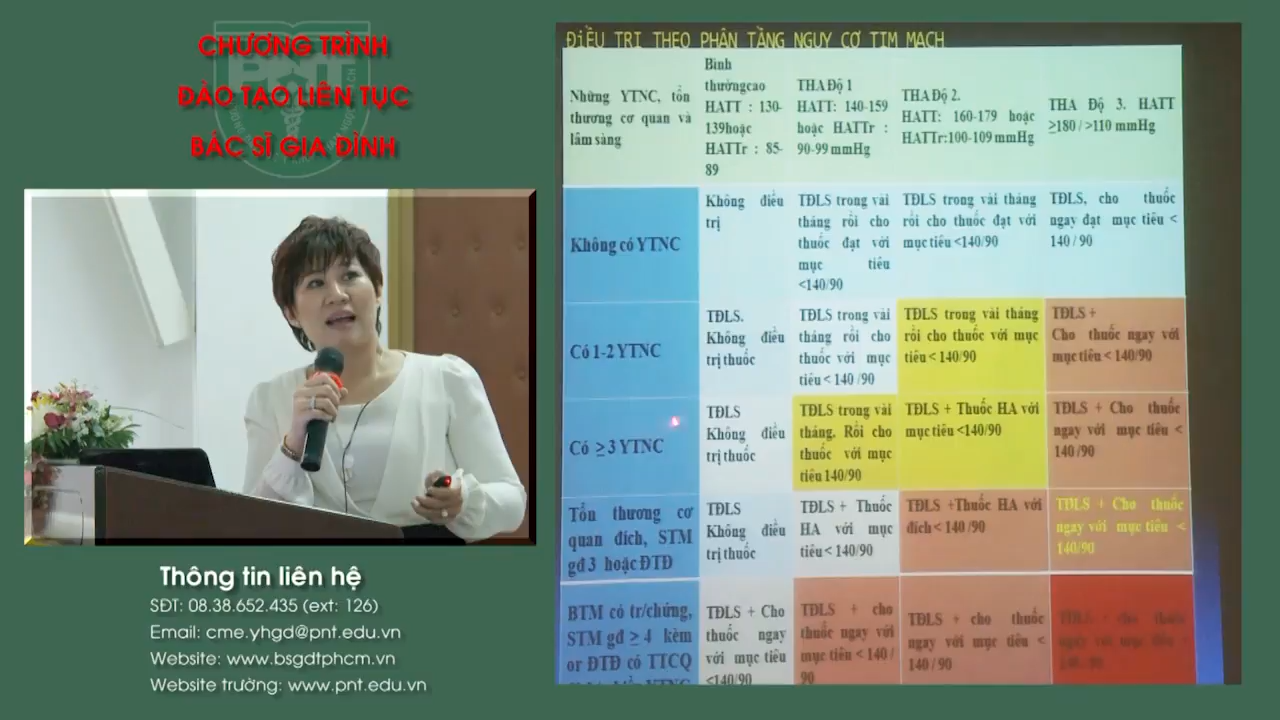 CHƯƠNG TRÌNH
ĐÀO TẠO LIÊN TỤC
BÁC SĨ GIA ĐÌNH
Thông tin liên hệ
SĐT: 08.38.652.435 (ext: 126)
Email: cme.yhgd@pnt.edu.vn
Website: www.bsgdtphcm.vn
Website trường: www.pnt.edu.vn
ĐiỀU TRỊ THEO PHÂN TẦNG NGUY CƠ TIM MẠCH
Những YTNC, tổn
thương cơ quan và
lâm sàng
Bình
thườngcao
HATT : 130-
139hoặc
HATTr : 85-
89
THA Độ 1
HATT: 140-159
hoặc HATTr :
90-99 mmHg
THA Độ 2.
HATT: 160-179 hoặc
HATTr:100-109 mmHg
THA Độ 3. HATT
≥180 / >110 mmHg
Không có YTNC
Không điều
trị
TĐLS trong vài
tháng rồi cho
thuốc đạt với
mục tiêu
<140/90
TĐLS trong vài tháng
rồi cho thuốc đạt với
mục tiêu <140/90
TĐLS, cho thuốc
ngay đạt mục tiêu <
140 / 90
Có 1-2 YTNC
TĐLS.
Không điều
trị thuốc
TĐLS trong vài
tháng rồi cho
thuốc với mục
tiêu < 140 /90
TĐLS trong vài tháng
rồi cho thuốc với mục
tiêu < 140/90
TĐLS +
Cho thuốc ngay với
mục tiêu < 140/90
Có ≥ 3 YTNC
TĐLS
Không điều
trị thuốc
TĐLS trong vài
tháng. Rồi cho
thuốc với mục
tiêu 140/90
TĐLS + Thuốc HA với
mục tiêu <140/90
TĐLS + Cho thuốc
ngay với mục tiêu <
140 /90
Tổn thương cơ
quan đích, STM
gđ 3 hoặc ĐTĐ
TĐLS
Không điều
trị thuốc
TĐLS + Thuốc
HA với mục
tiêu < 140/90
TĐLS +Thuốc HA với
đích < 140 /90
TĐLS + Cho thuốc
ngay với mục tiêu <
140/90
BTM có tr/chứng,
STM gđ ≥ 4 kèm
or ĐTĐ có TTCQ
TĐLS + Cho
thuốc ngay
với mục tiêu
<140/90
TĐLS + cho
thuốc ngay với
mục tiêu < 140 /
90
TĐLS + cho thuốc
ngay với mục tiêu <
140 / 90